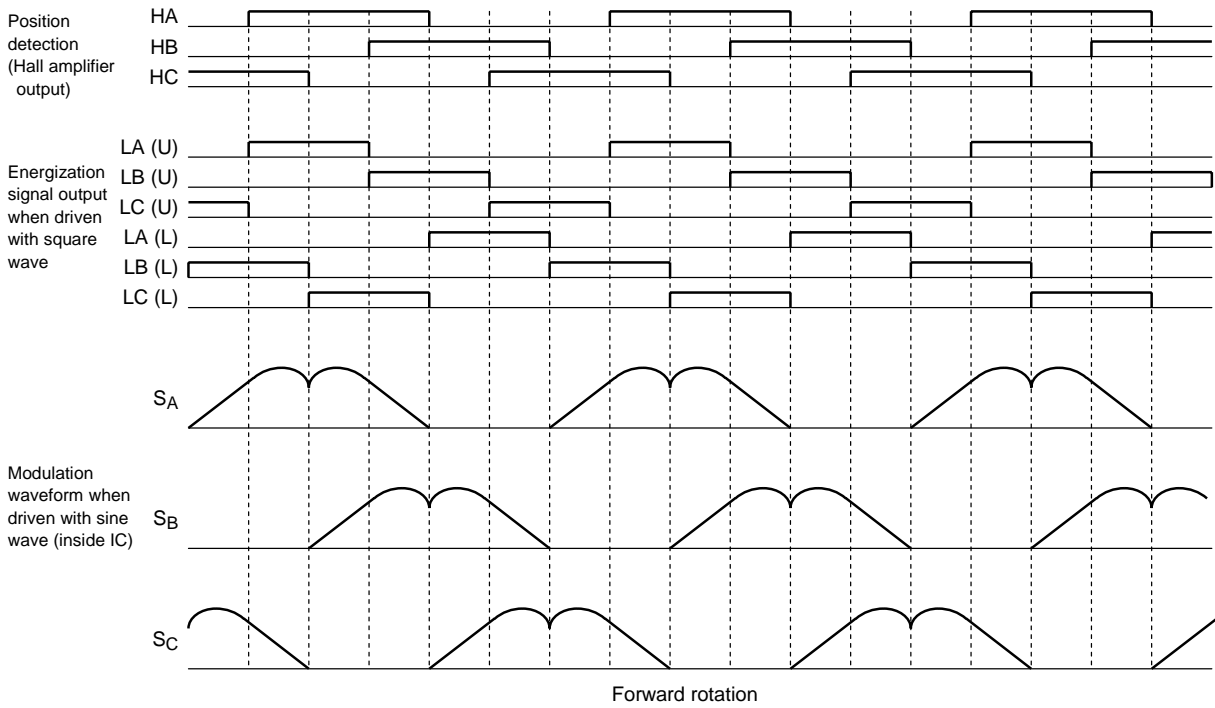 Position
detection
(Hall amplifier
output)
HA
HB
HC
Energization
signal output
when driven
with square
wave
LA (U)
LB (U)
LC (U)
LA (L)
LB (L)
LC (L)
Modulation
waveform when
driven with sine
wave (inside IC)
SA
SB
SC
Forward rotation